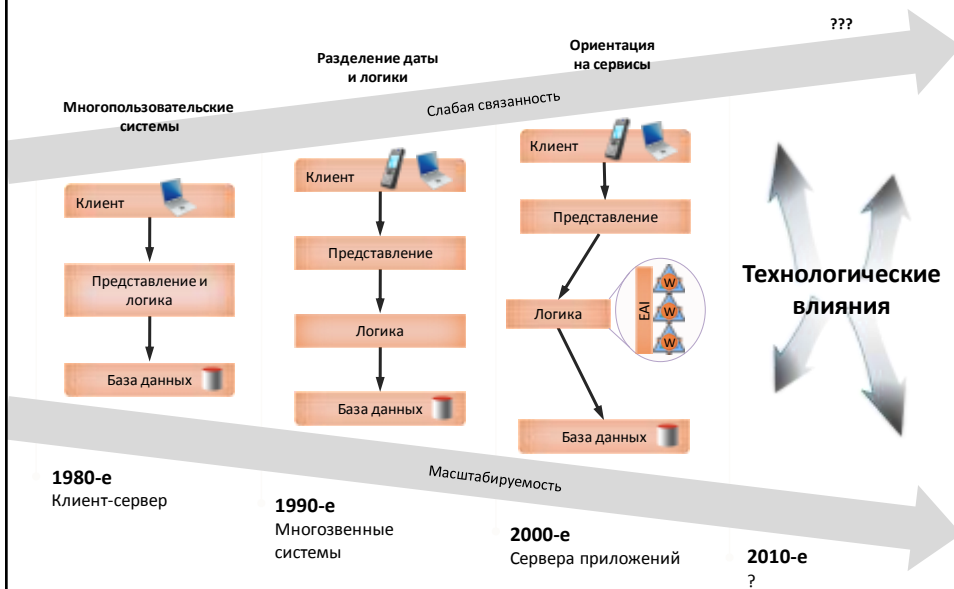 ???
Ориентация
на сервисы
Разделение даты
и логики
Многопользовательские
системы
Слабая связанность
Клиент
Представление и
логика
База данных
Клиент
Представление
Логика
База данных
Клиент
Представление
Логика
EAI
W
W
W
База данных
Технологические
влияния
Масштабируемость
1980-е
Клиент-сервер
1990-е
Многозвенные
системы
2000-е
Сервера приложений
2010-е
?